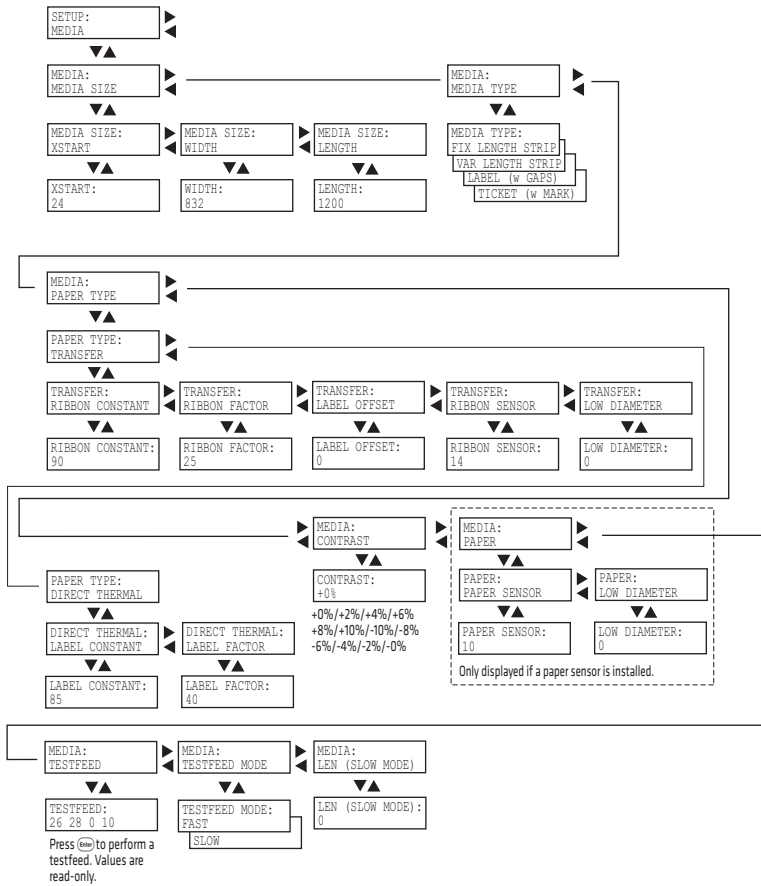 SETUP:
MEDIA
MEDIA:
MEDIA SIZE
MEDIA:
MEDIA TYPE
MEDIA SIZE:
XSTART
MEDIA SIZE:
WIDTH
MEDIA SIZE:
LENGTH
MEDIA TYPE:
FIX LENGTH STRIP
VAR LENGTH STRIP
LABEL (w GAPS)
TICKET (w MARK)
XSTART:
24
WIDTH:
832
LENGTH:
1200
MEDIA:
PAPER TYPE
PAPER TYPE:
TRANSFER
TRANSFER:
RIBBON CONSTANT
TRANSFER:
RIBBON FACTOR
TRANSFER:
LABEL OFFSET
TRANSFER:
RIBBON SENSOR
TRANSFER:
LOW DIAMETER
RIBBON CONSTANT:
90
RIBBON FACTOR:
25
LABEL OFFSET:
0
RIBBON SENSOR:
14
LOW DIAMETER:
0
MEDIA:
CONTRAST
MEDIA:
PAPER
CONTRAST:
+0%
+0%/+2%/+4%/+6%
+8%/+10%/-10%/-8%
-6%/-4%/-2%/-0%
PAPER:
PAPER SENSOR
PAPER:
LOW DIAMETER
PAPER SENSOR:
10
LOW DIAMETER:
0
Only displayed if a paper sensor is installed.
PAPER TYPE:
DIRECT THERMAL
DIRECT THERMAL:
LABEL CONSTANT
DIRECT THERMAL:
LABEL FACTOR
LABEL CONSTANT:
85
LABEL FACTOR:
40
MEDIA:
TESTFEED
MEDIA:
TESTFEED MODE
MEDIA:
LEN (SLOW MODE)
TESTFEED:
26 28 0 10
TESTFEED MODE:
FAST
SLOW
LEN (SLOW MODE):
0
Press Enter to perform a
testfeed. Values are
read-only.